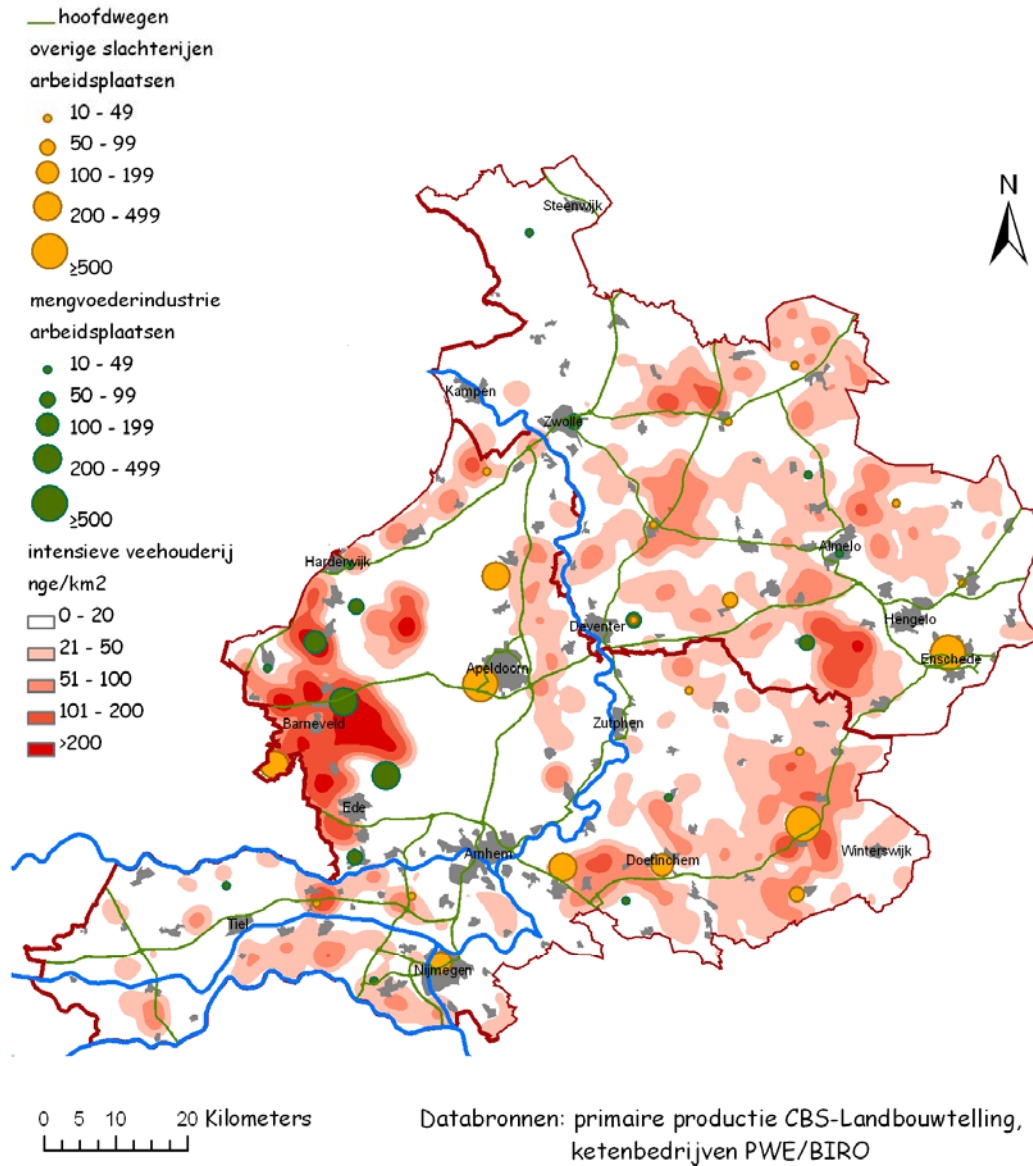 hoofdwegen
overige slachterijen
arbeidsplaatsen
10 - 49
50 - 99
100 - 199
200 - 499
≥500
mengvoederindustrie
arbeidsplaatsen
10 - 49
50 - 99
100 - 199
200 - 499
≥500
intensieve veehouderij
nge/km2
0 - 20
21 - 50
51 - 100
101 - 200
>200
N
Steenwijk
Kampen
Zwolle
Harderwijk
Almelo
Deventer
Hengelo
Enschede
Apeldoorn
Barneveld
Zutphen
Ede
Arnhem
Doetinchem
Winterswijk
Tiel
Nijmegen
0 5 10 20 Kilometers
Databronnen: primaire productie CBS-Landbouwtelling,
ketenbedrijven PWE/BIRO